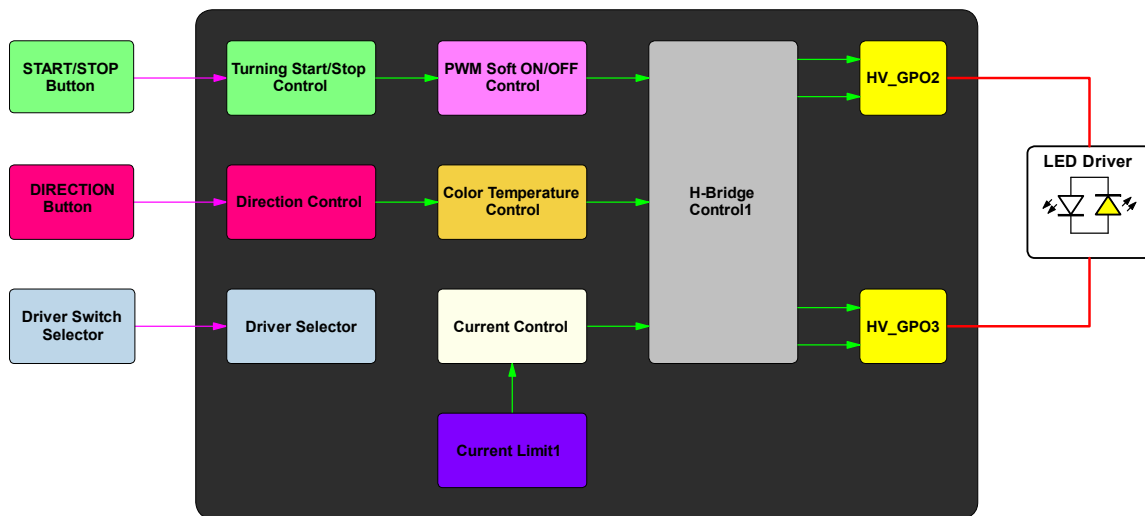 START/STOP
Button
Turning Start/Stop
Control
PWM Soft ON/OFF
Control
HV_GPO2
LED Driver
DIRECTION
Button
Direction Control
Color Temperature
Control
H-Bridge
Control1
Driver Switch
Selector
Driver Selector
Current Control
HV_GPO3
Current Limit1